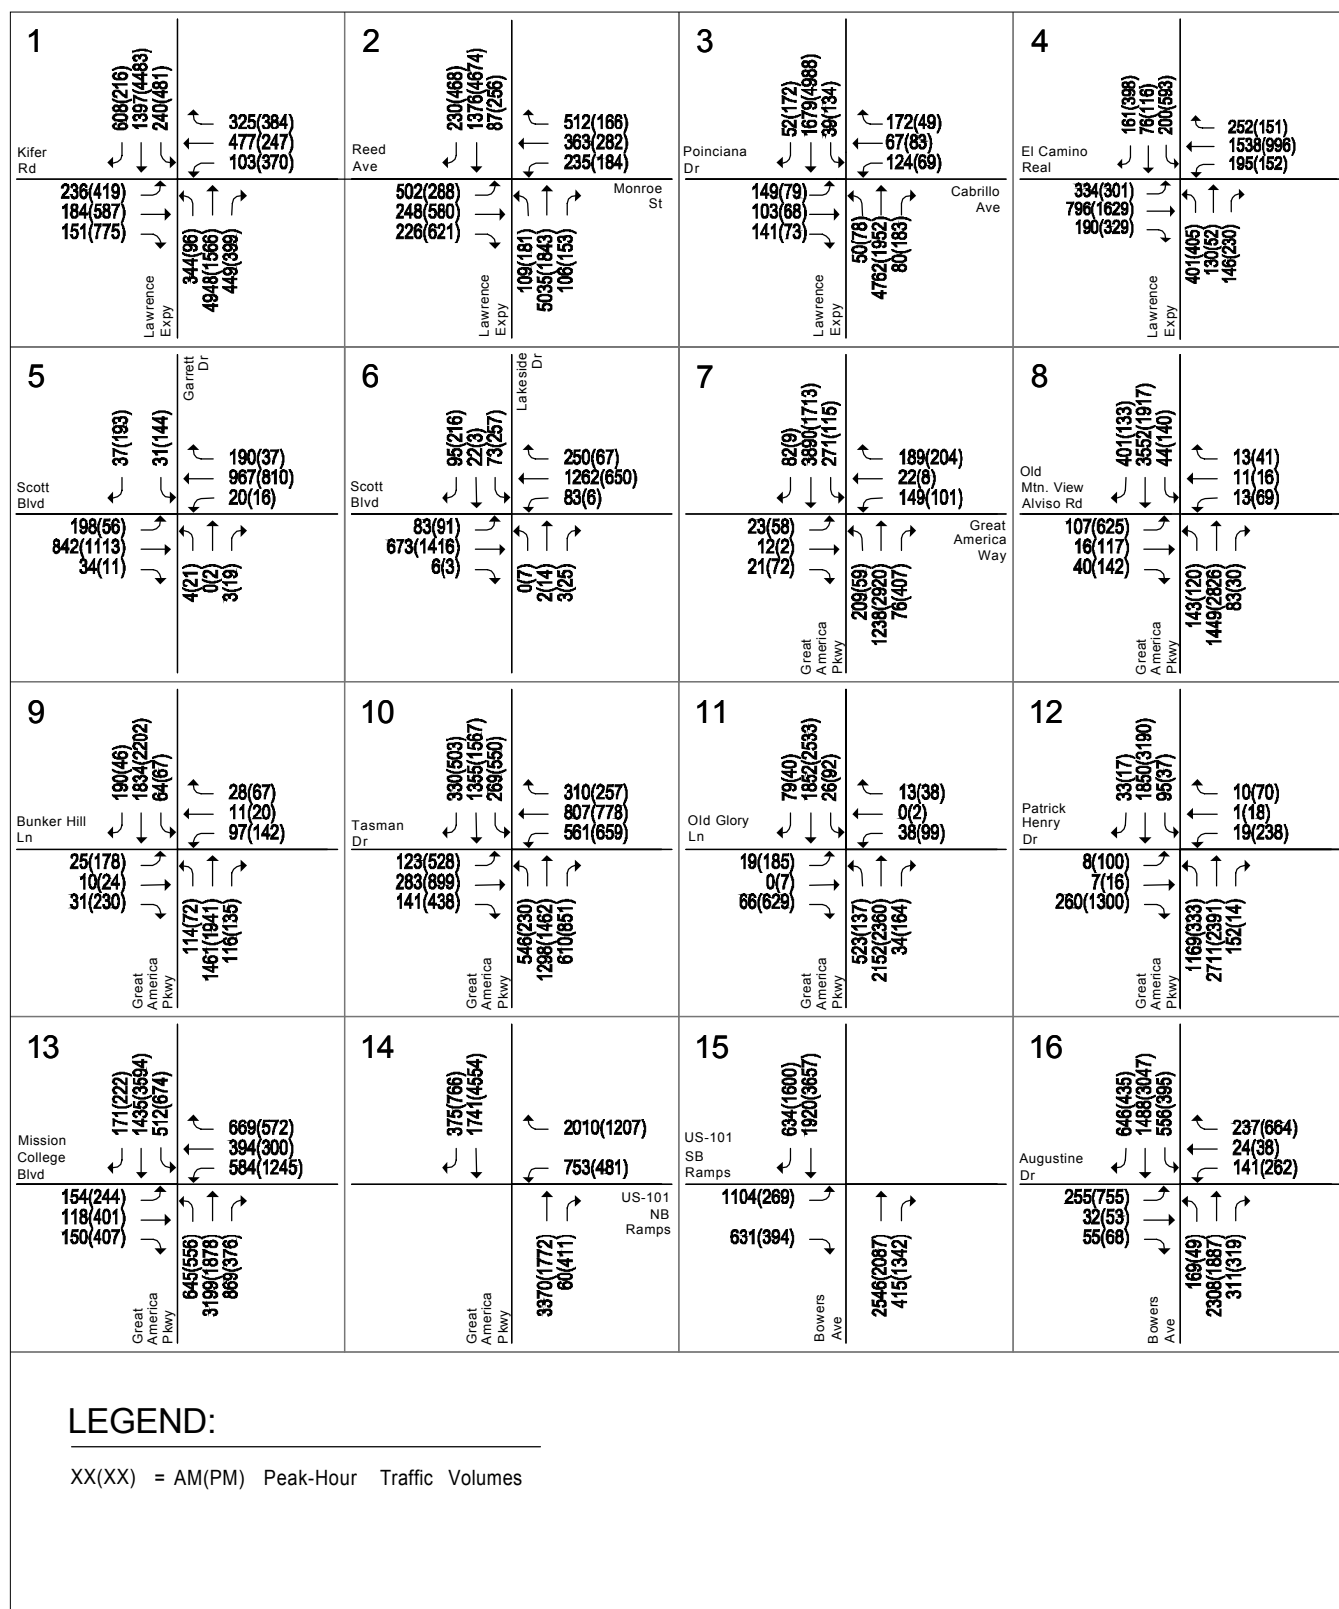 1
608(216)
1397(4483)
240(481)
325(384)
477(247)
103(370)
Kifer
Rd
236(419)
184(587)
151(775)
344(96)
4948(1566)
449(399)
Lawrence
Expy
2
230(468)
1376(4674)
87(256)
512(166)
363(282)
235(184)
Reed
Ave
Monroe
St
502(288)
248(580)
226(621)
109(181)
5035(1843)
106(153)
Lawrence
Expy
3
52(172)
1679(4988)
39(134)
172(49)
67(83)
124(69)
Poinciana
Dr
Cabrillo
Ave
149(79)
103(68)
141(73)
50(78)
4762(1952)
80(183)
Lawrence
Expy
4
161(398)
76(116)
200(593)
252(151)
1538(996)
195(152)
El Camino
Real
334(301)
796(1629)
190(329)
401(405)
130(52)
146(230)
Lawrence
Expy
5
Garrett
Dr
37(193)
31(144)
190(37)
967(810)
20(16)
Scott
Blvd
198(56)
842(1113)
34(11)
4(21)
0(2)
3(19)
6
Lakeside
Dr
95(216)
22(3)
73(257)
250(67)
1262(650)
83(6)
Scott
Blvd
83(91)
673(1416)
6(3)
0(7)
2(14)
3(25)
7
82(9)
3890(1713)
271(115)
189(204)
22(8)
149(101)
Great
America
Way
23(58)
12(2)
21(72)
209(59)
1238(2920)
76(407)
Great
America
Pkwy
8
401(133)
3552(1917)
44(140)
13(41)
11(16)
13(69)
Old
Mtn. View
Alviso Rd
107(625)
16(117)
40(142)
143(120)
1449(2826)
83(30)
Great
America
Pkwy
9
190(46)
1834(2202)
64(67)
28(67)
11(20)
97(142)
Bunker Hill
Ln
25(178)
10(24)
31(230)
114(72)
1461(1941)
116(135)
Great
America
Pkwy
10
330(503)
1355(1567)
269(550)
310(257)
807(778)
561(659)
Tasman
Dr
123(528)
283(899)
141(438)
546(230)
1298(1462)
610(851)
Great
America
Pkwy
11
79(40)
1852(2533)
26(92)
13(38)
0(2)
38(99)
Old Glory
Ln
19(185)
0(7)
66(629)
523(137)
2152(2360)
34(164)
Great
America
Pkwy
12
33(17)
1850(3190)
95(37)
10(70)
1(18)
19(238)
Patrick
Henry
Dr
8(100)
7(16)
260(1300)
1169(333)
2711(2391)
152(14)
Great
America
Pkwy
13
171(222)
1435(3594)
512(674)
669(572)
394(300)
584(1245)
Mission
College
Blvd
154(244)
118(401)
150(407)
645(556)
3199(1878)
869(376)
Great
America
Pkwy
14
375(766)
1741(4554)
2010(1207)
753(481)
US-101
NB
Ramps
3370(1772)
60(411)
Great
America
Pkwy
15
634(1600)
1920(3657)
US-101
SB
Ramps
1104(269)
631(394)
2546(2087)
415(1342)
Bowers
Ave
16
646(435)
1488(3047)
556(395)
237(664)
24(38)
141(262)
Augustine
Dr
255(755)
32(53)
55(68)
169(49)
2308(1887)
311(319)
Bowers
Ave
LEGEND:
XX(XX) = AM(PM) Peak-Hour Traffic Volumes